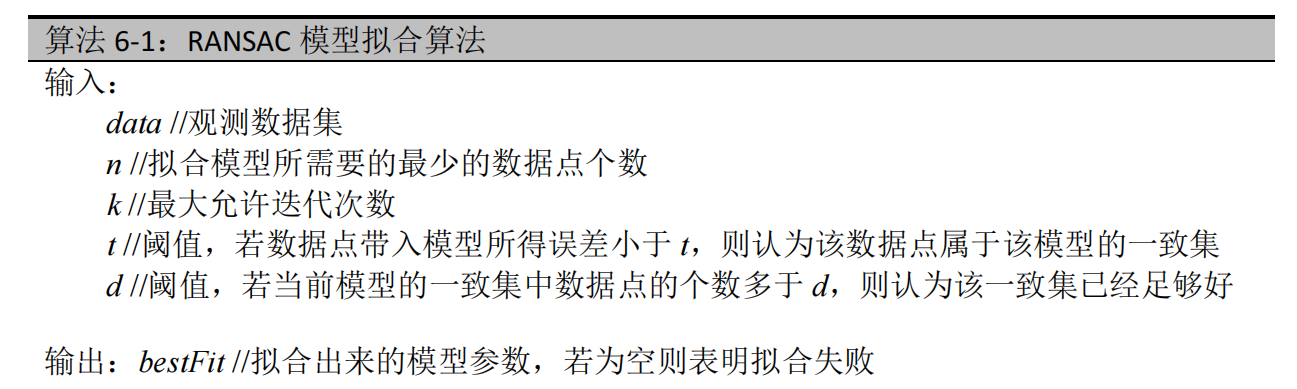 算法 6-1：RANSAC 模型拟合算法
输入：
data //观测数据集
n //拟合模型所需要的最少的数据点个数
k //最大允许迭代次数
t //阈值，若数据点带入模型所得误差小于 t，则认为该数据点属于该模型的一致集
d //阈值，若当前模型的一致集中数据点的个数多于 d，则认为该一致集已经足够好
输出：bestFit //拟合出来的模型参数，若为空则表明拟合失败